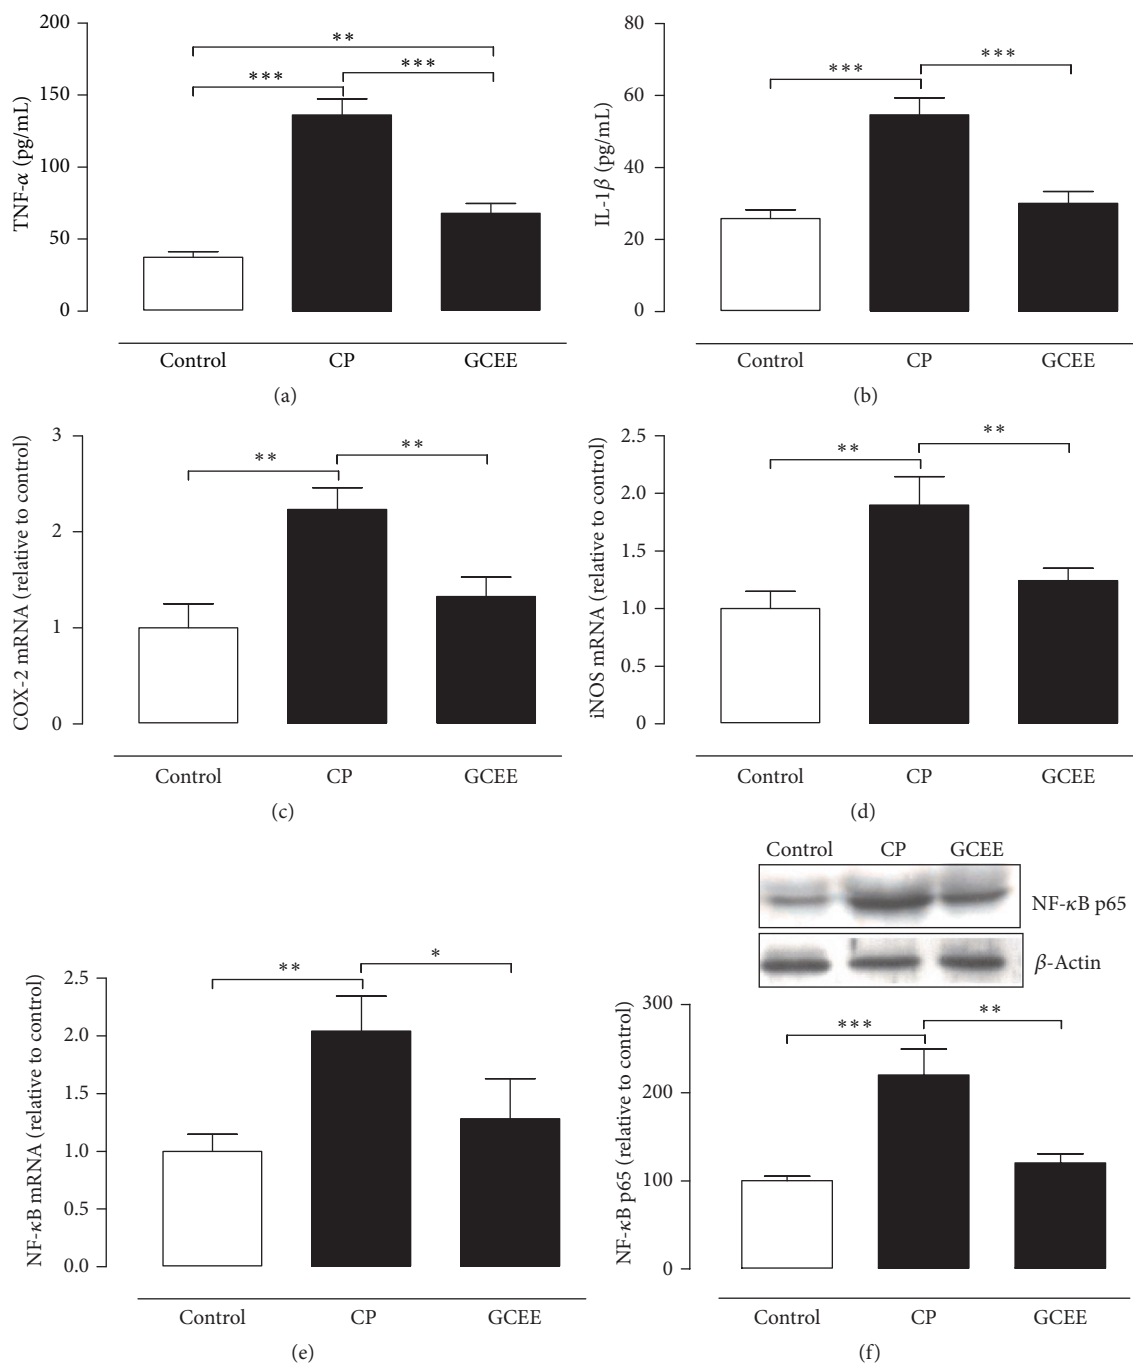 TNF-α (pg/mL)
200
150
100
50
0
**
***
***
Control CP GCEE
(a)
IL-1β (pg/mL)
80
60
40
20
0
***
***
Control CP GCEE
(b)
COX-2 mRNA (relative to control)
3
2
1
0
**
**
Control CP GCEE
(c)
iNOS mRNA (relative to control)
2.5
2.0
1.5
1.0
0.5
0
**
**
Control CP GCEE
(d)
NF-κB mRNA (relative to control)
2.5
2.0
1.5
1.0
0.5
0.0
**
*
Control CP GCEE
(e)
Control CP GCEE
NF-κB p65
β-Actin
NF-κB p65 (relative to control)
300
200
100
0
***
**
Control CP GCEE
(f)